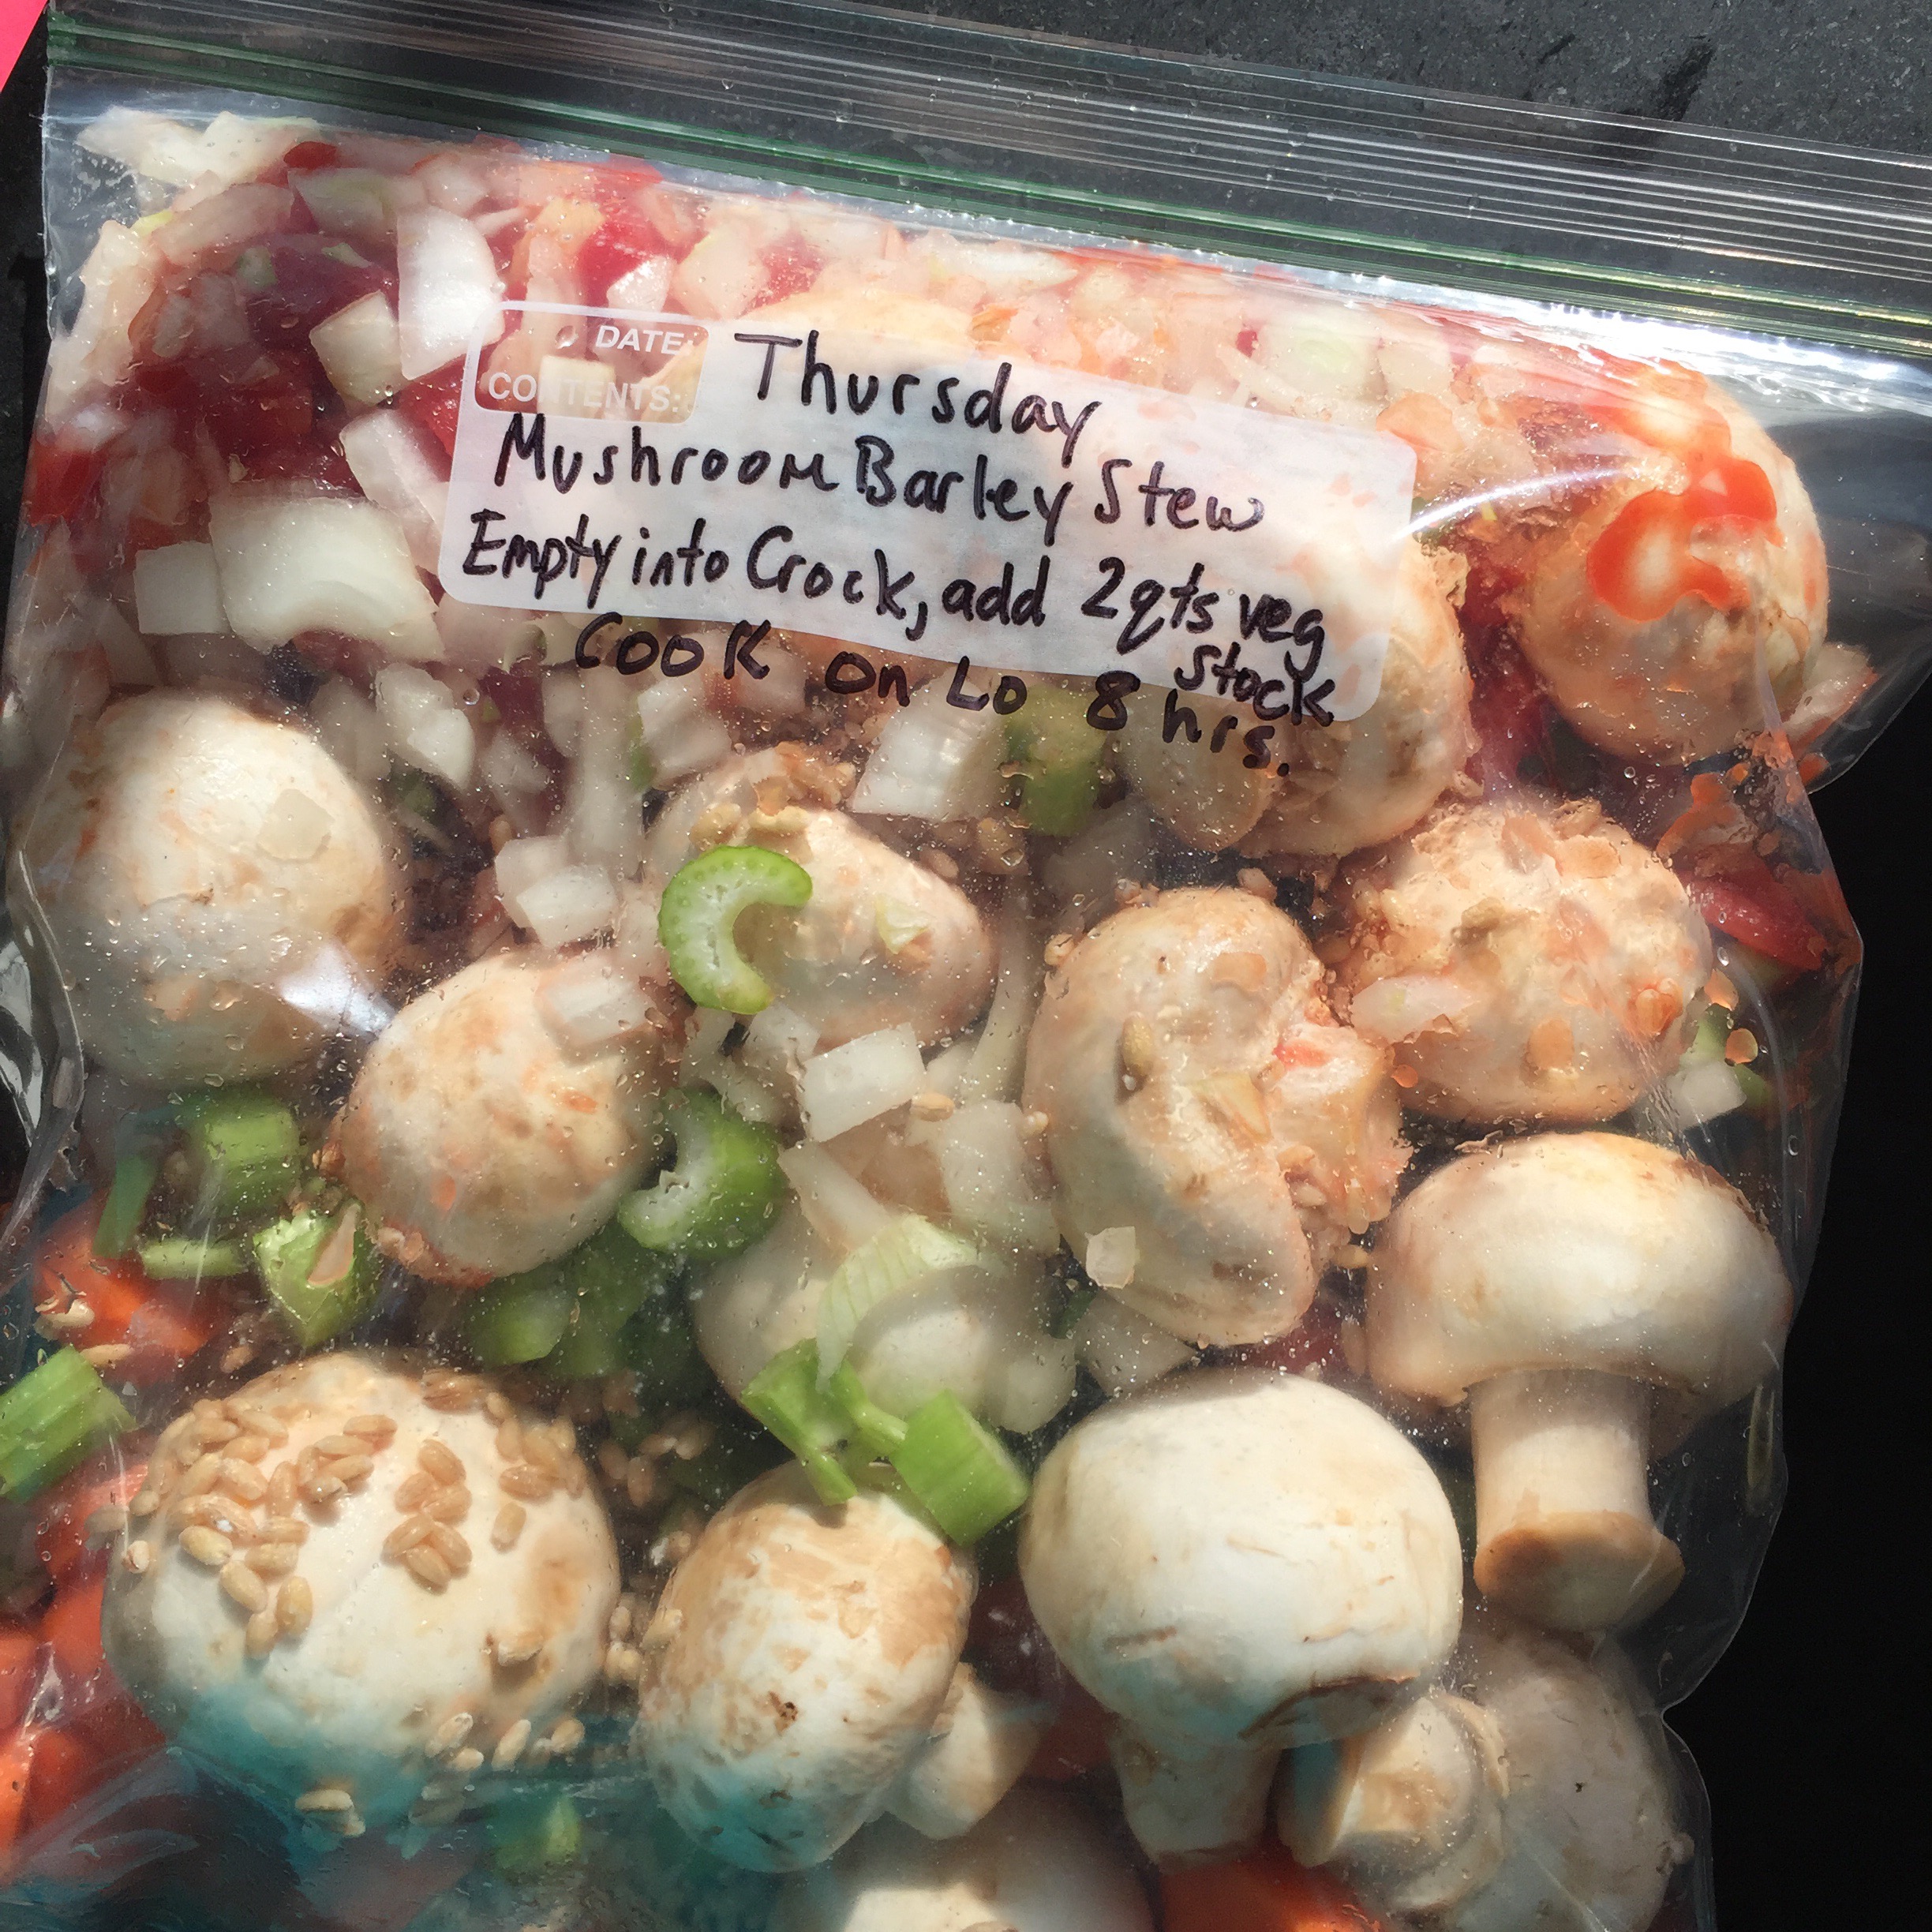 DATE: Thursday
CONTENTS:
Mushroom Barley Stew
Empty into Crock, add 2qts veg
Stock
Cook on Lo 8 hrs.